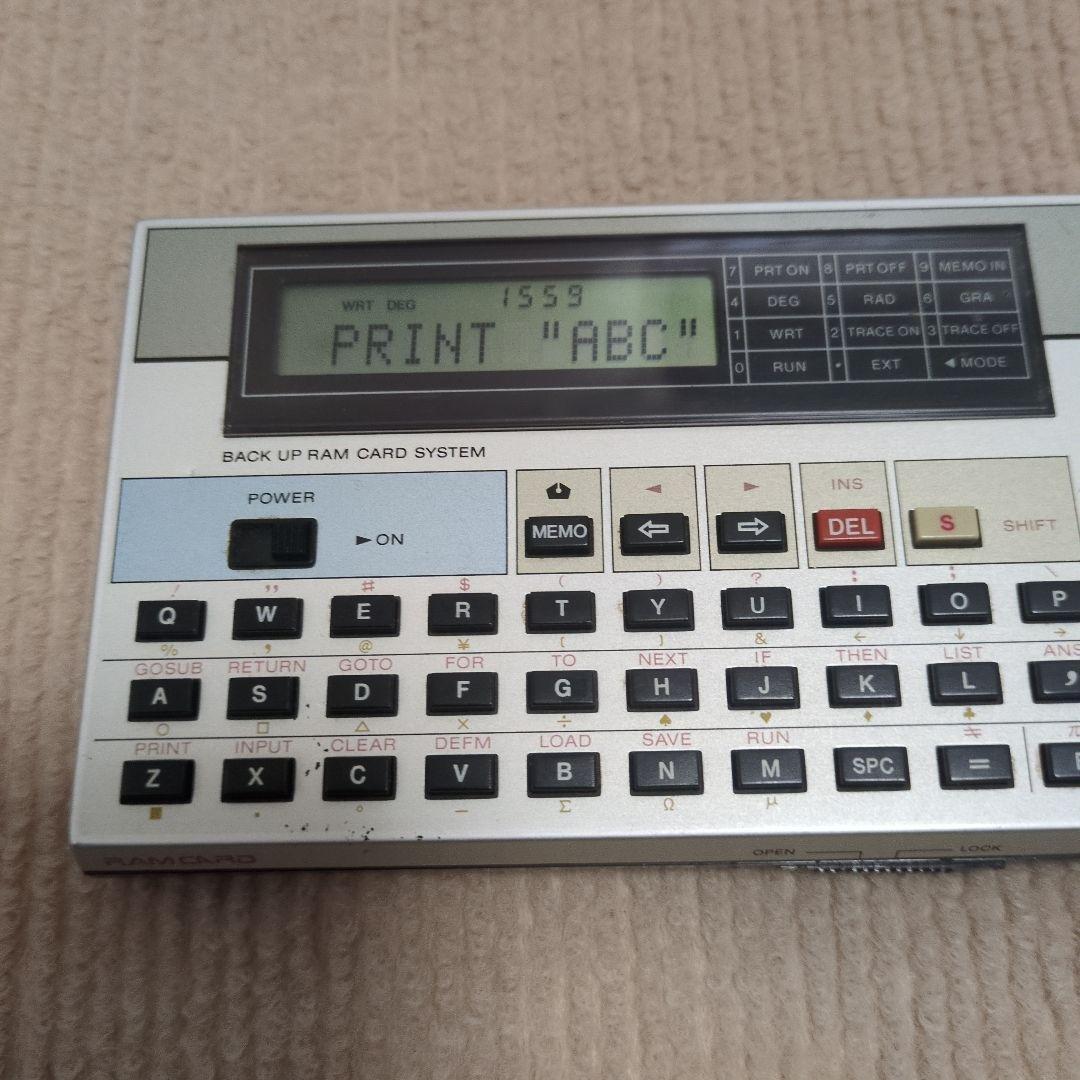 7 PRT ON 8 PRT OFF 9 MEMO IN
WRT DEG 1559
4 DEG 5 RAD 6 GRA
PRINT "ABC"
1 WRT 2 TRACE ON 3 TRACE OFF
0 RUN • EXT ◄ MODE
BACK UP RAM CARD SYSTEM
POWER
► ON
◄ ► INS
MEMO ⇦ ⇨ DEL S SHIFT
! " # $ ( ) ? : ; \
Q W E R T Y U I O P
% ' @ ¥ [ ] & ← ↓ →
GOSUB RETURN GOTO FOR TO NEXT IF THEN LIST ANS
A S D F G H J K L ,
○ □ △ × ÷ ♠ ♥ ♦ ♣
PRINT INPUT CLEAR DEFM LOAD SAVE RUN ≠ π
Z X C V B N M SPC =
■ ▪ ° _ Σ Ω μ
RAM CARD OPEN LOCK